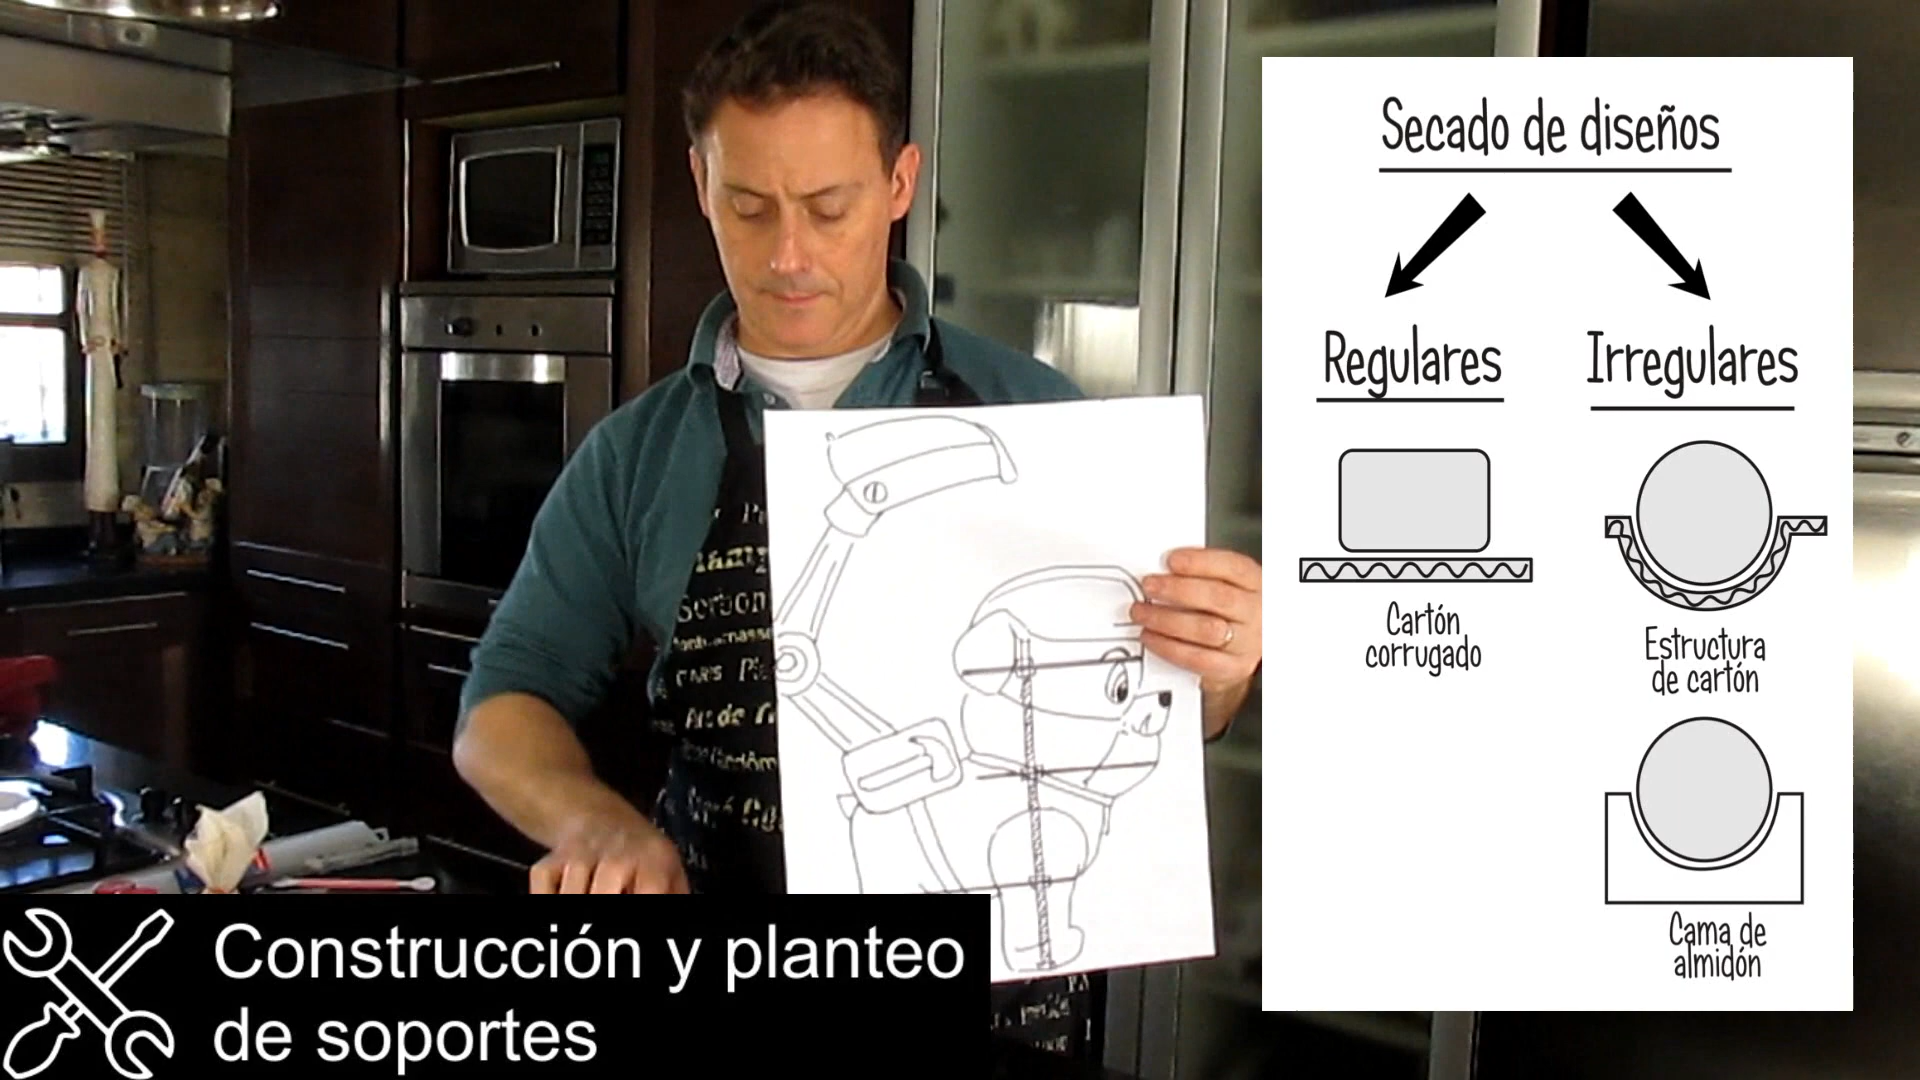 Secado de diseños
Regulares
Irregulares
Cartón
corrugado
Estructura
de cartón
Cama de
almidón
Construcción y planteo
de soportes